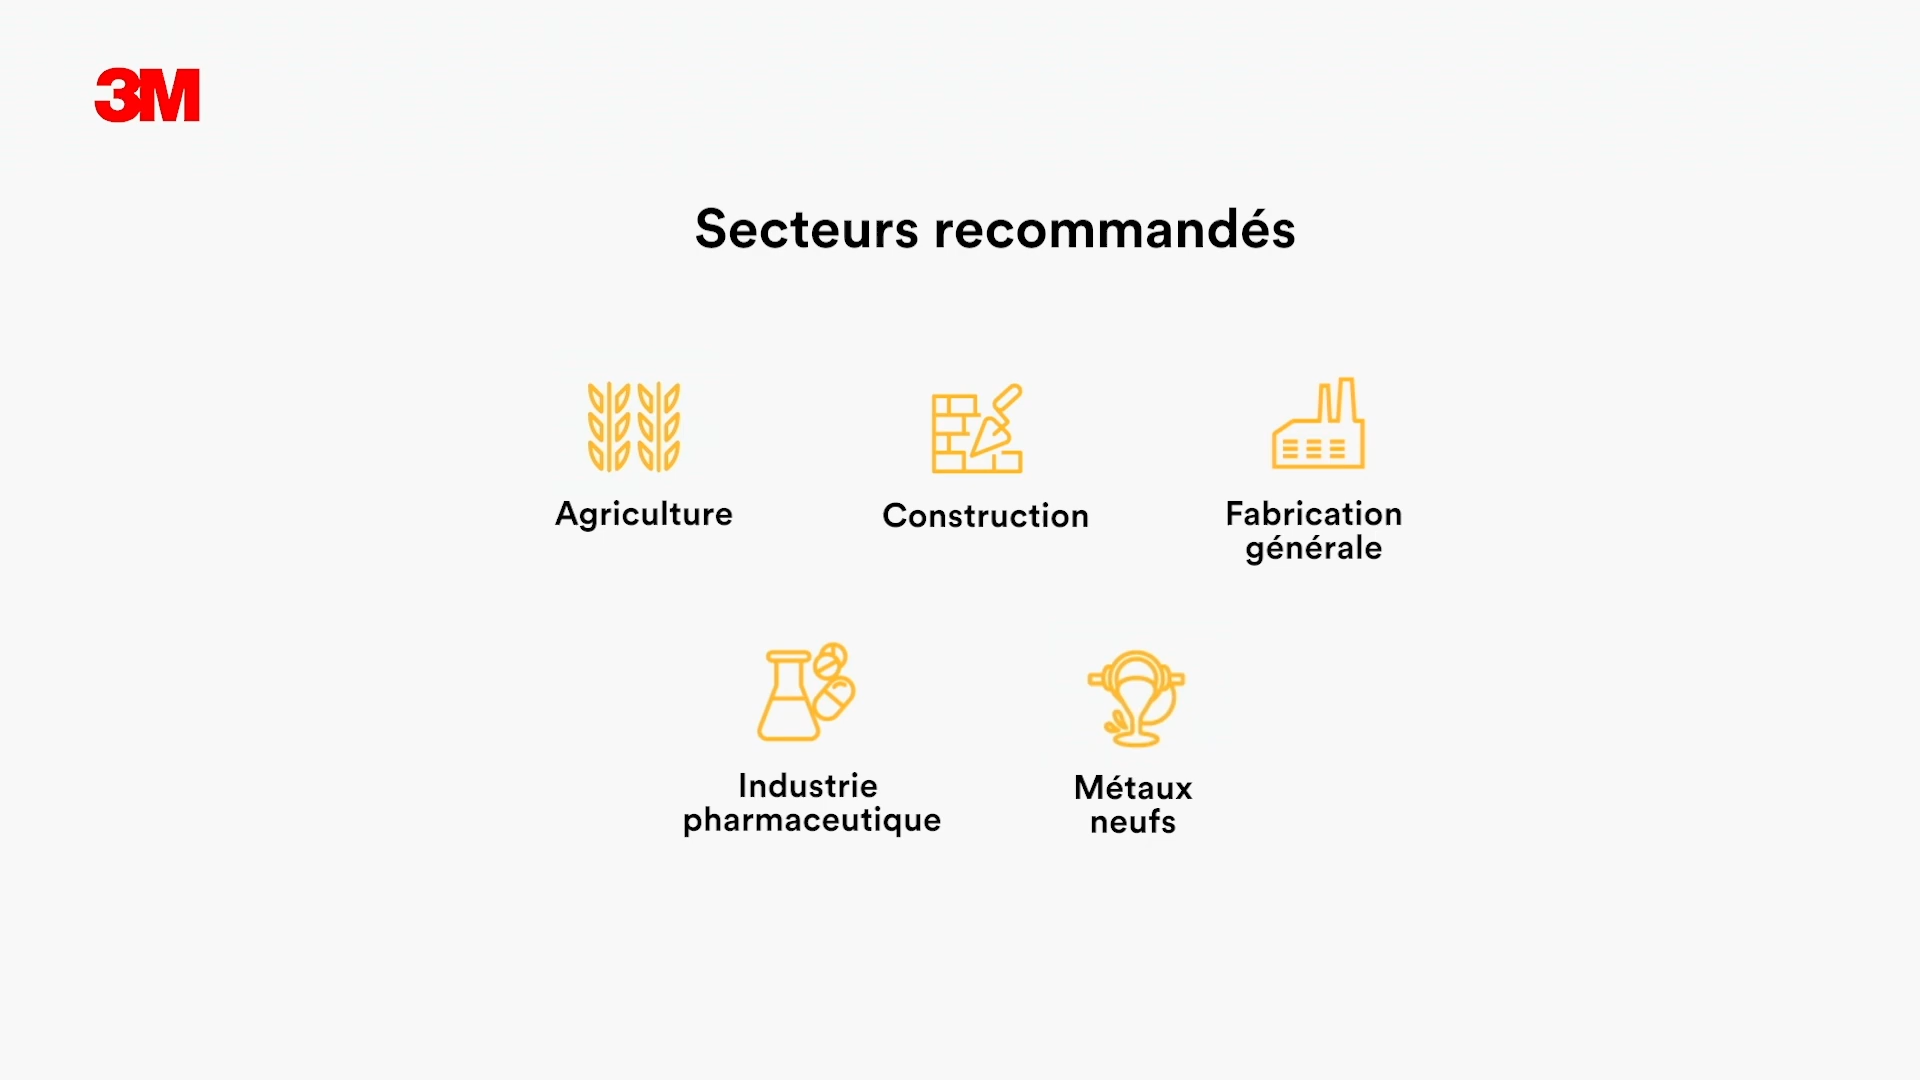 3M
Secteurs recommandés
Agriculture
Construction
Fabrication
générale
Industrie
pharmaceutique
Métaux
neufs